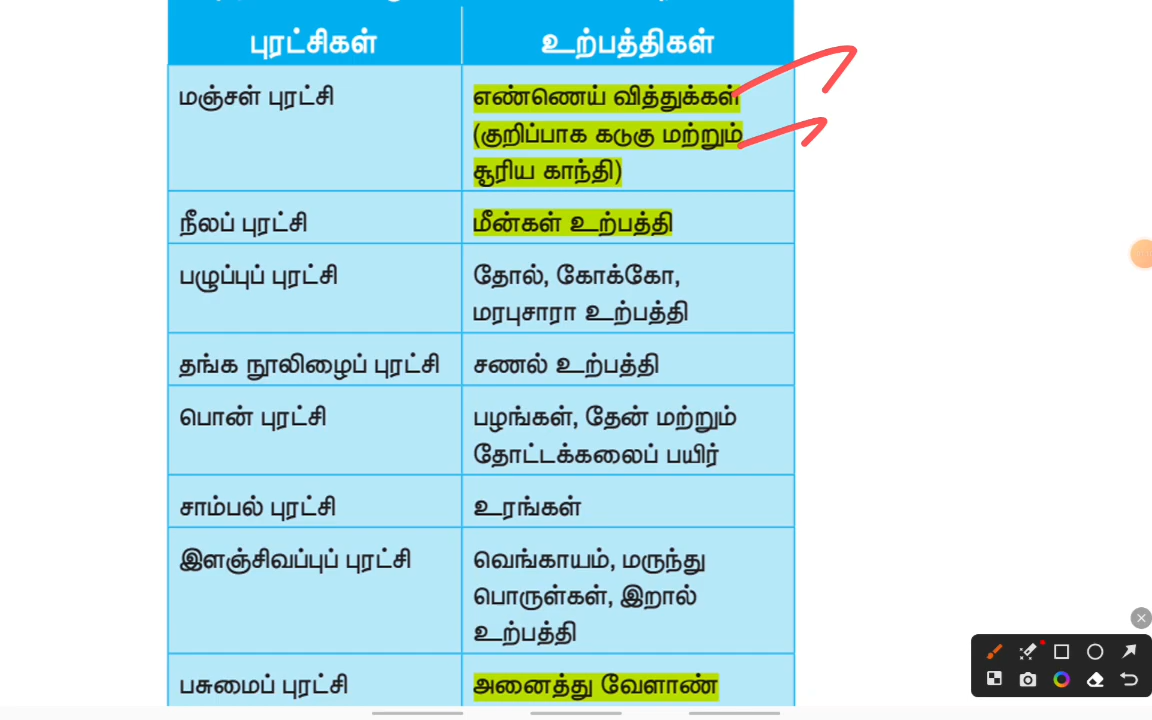 புரட்சிகள் உற்பத்திகள்
மஞ்சள் புரட்சி எண்ணெய் வித்துக்கள்
(குறிப்பாக கடுகு மற்றும்
சூரிய காந்தி)
நீலப் புரட்சி மீன்கள் உற்பத்தி
பழுப்புப் புரட்சி தோல், கோக்கோ,
மரபுசாரா உற்பத்தி
தங்க நூலிழைப் புரட்சி சணல் உற்பத்தி
பொன் புரட்சி பழங்கள், தேன் மற்றும்
தோட்டக்கலைப் பயிர்
சாம்பல் புரட்சி உரங்கள்
இளஞ்சிவப்புப் புரட்சி வெங்காயம், மருந்து
பொருள்கள், இறால்
உற்பத்தி
பசுமைப் புரட்சி அனைத்து வேளாண்